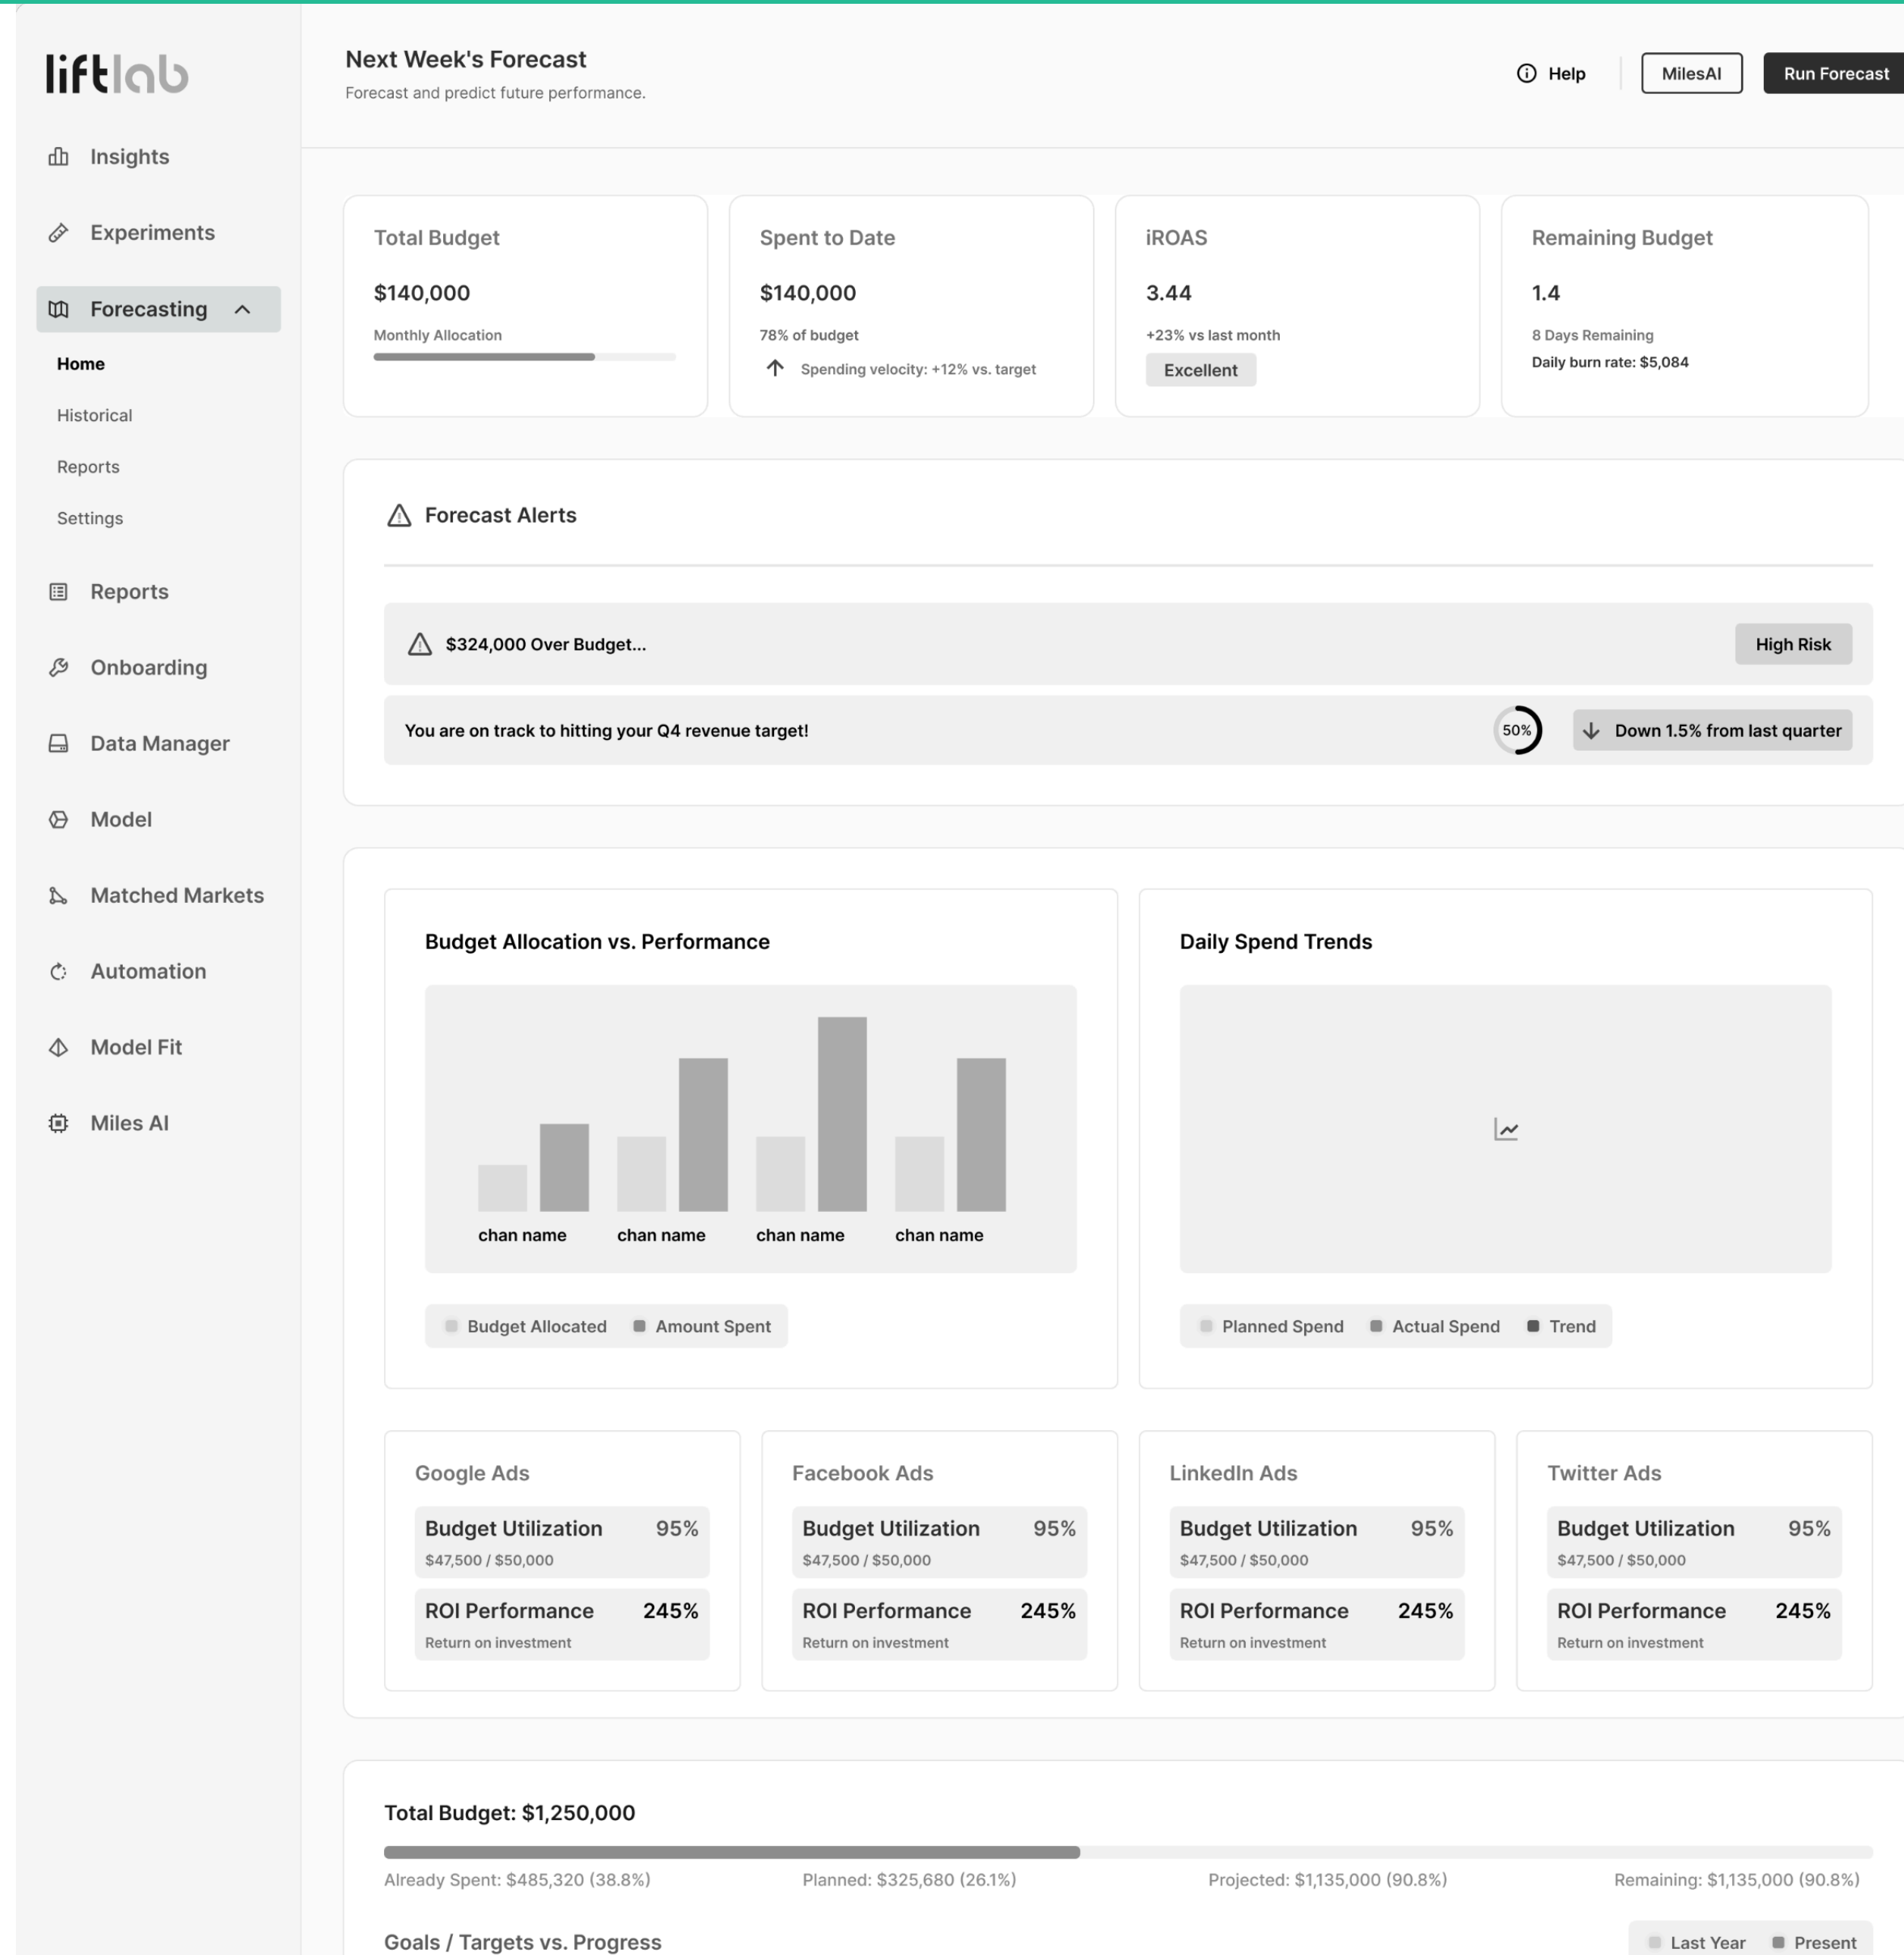 liftlab
Next Week's Forecast
Forecast and predict future performance.
Help
MilesAI
Run Forecast
Insights
Experiments
Forecasting
Home
Historical
Reports
Settings
Reports
Onboarding
Data Manager
Model
Matched Markets
Automation
Model Fit
Miles AI
Total Budget
$140,000
Monthly Allocation
Spent to Date
$140,000
78% of budget
Spending velocity: +12% vs. target
iROAS
3.44
+23% vs last month
Excellent
Remaining Budget
1.4
8 Days Remaining
Daily burn rate: $5,084
Forecast Alerts
$324,000 Over Budget...
High Risk
You are on track to hitting your Q4 revenue target!
50%
Down 1.5% from last quarter
Budget Allocation vs. Performance
chan name
chan name
chan name
chan name
Budget Allocated
Amount Spent
Daily Spend Trends
Planned Spend
Actual Spend
Trend
Google Ads
Budget Utilization 95%
$47,500 / $50,000
ROI Performance 245%
Return on investment
Facebook Ads
Budget Utilization 95%
$47,500 / $50,000
ROI Performance 245%
Return on investment
LinkedIn Ads
Budget Utilization 95%
$47,500 / $50,000
ROI Performance 245%
Return on investment
Twitter Ads
Budget Utilization 95%
$47,500 / $50,000
ROI Performance 245%
Return on investment
Total Budget: $1,250,000
Already Spent: $485,320 (38.8%)
Planned: $325,680 (26.1%)
Projected: $1,135,000 (90.8%)
Remaining: $1,135,000 (90.8%)
Goals / Targets vs. Progress
Last Year
Present